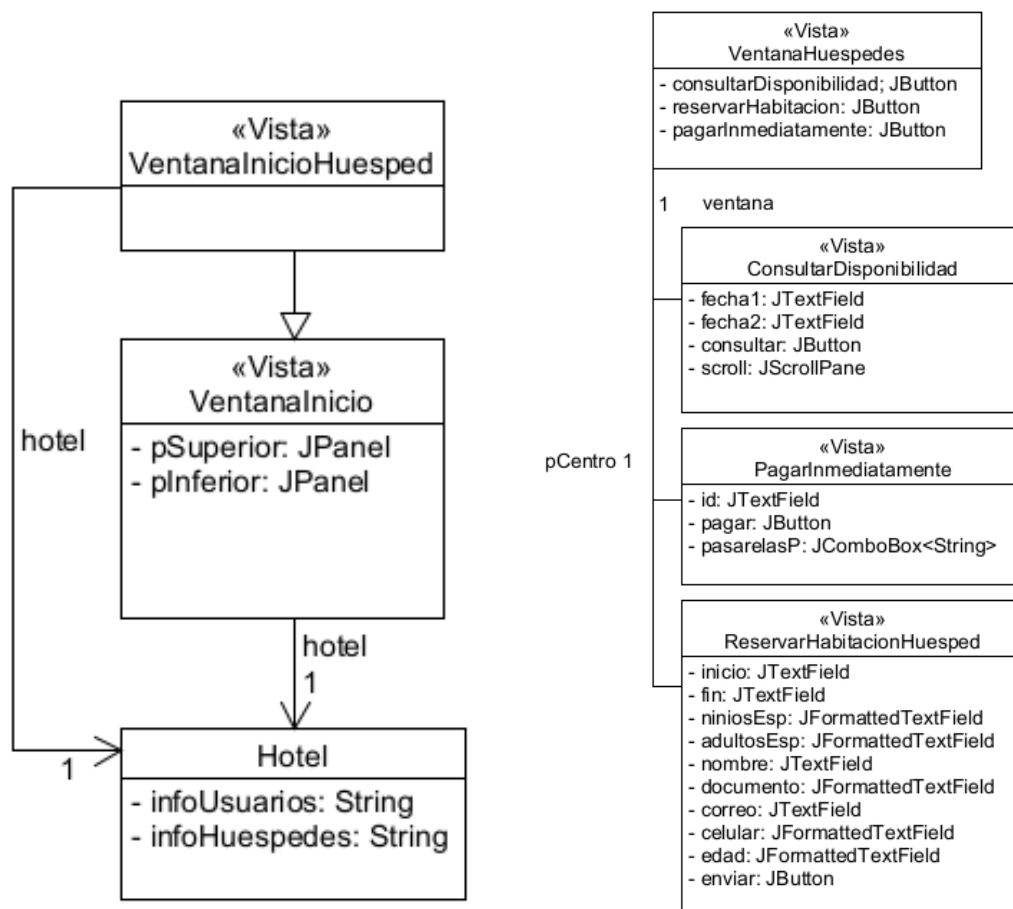 «Vista»
VentanaInicioHuesped
hotel
«Vista»
VentanaInicio
- pSuperior: JPanel
- pInferior: JPanel
hotel
1
1
Hotel
- infoUsuarios: String
- infoHuespedes: String
«Vista»
VentanaHuespedes
- consultarDisponibilidad; JButton
- reservarHabitacion: JButton
- pagarInmediatamente: JButton
1 ventana
«Vista»
ConsultarDisponibilidad
- fecha1: JTextField
- fecha2: JTextField
- consultar: JButton
- scroll: JScrollPane
pCentro 1
«Vista»
PagarInmediatamente
- id: JTextField
- pagar: JButton
- pasarelasP: JComboBox<String>
«Vista»
ReservarHabitacionHuesped
- inicio: JTextField
- fin: JTextField
- niniosEsp: JFormattedTextField
- adultosEsp: JFormattedTextField
- nombre: JTextField
- documento: JFormattedTextField
- correo: JTextField
- celular: JFormattedTextField
- edad: JFormattedTextField
- enviar: JButton